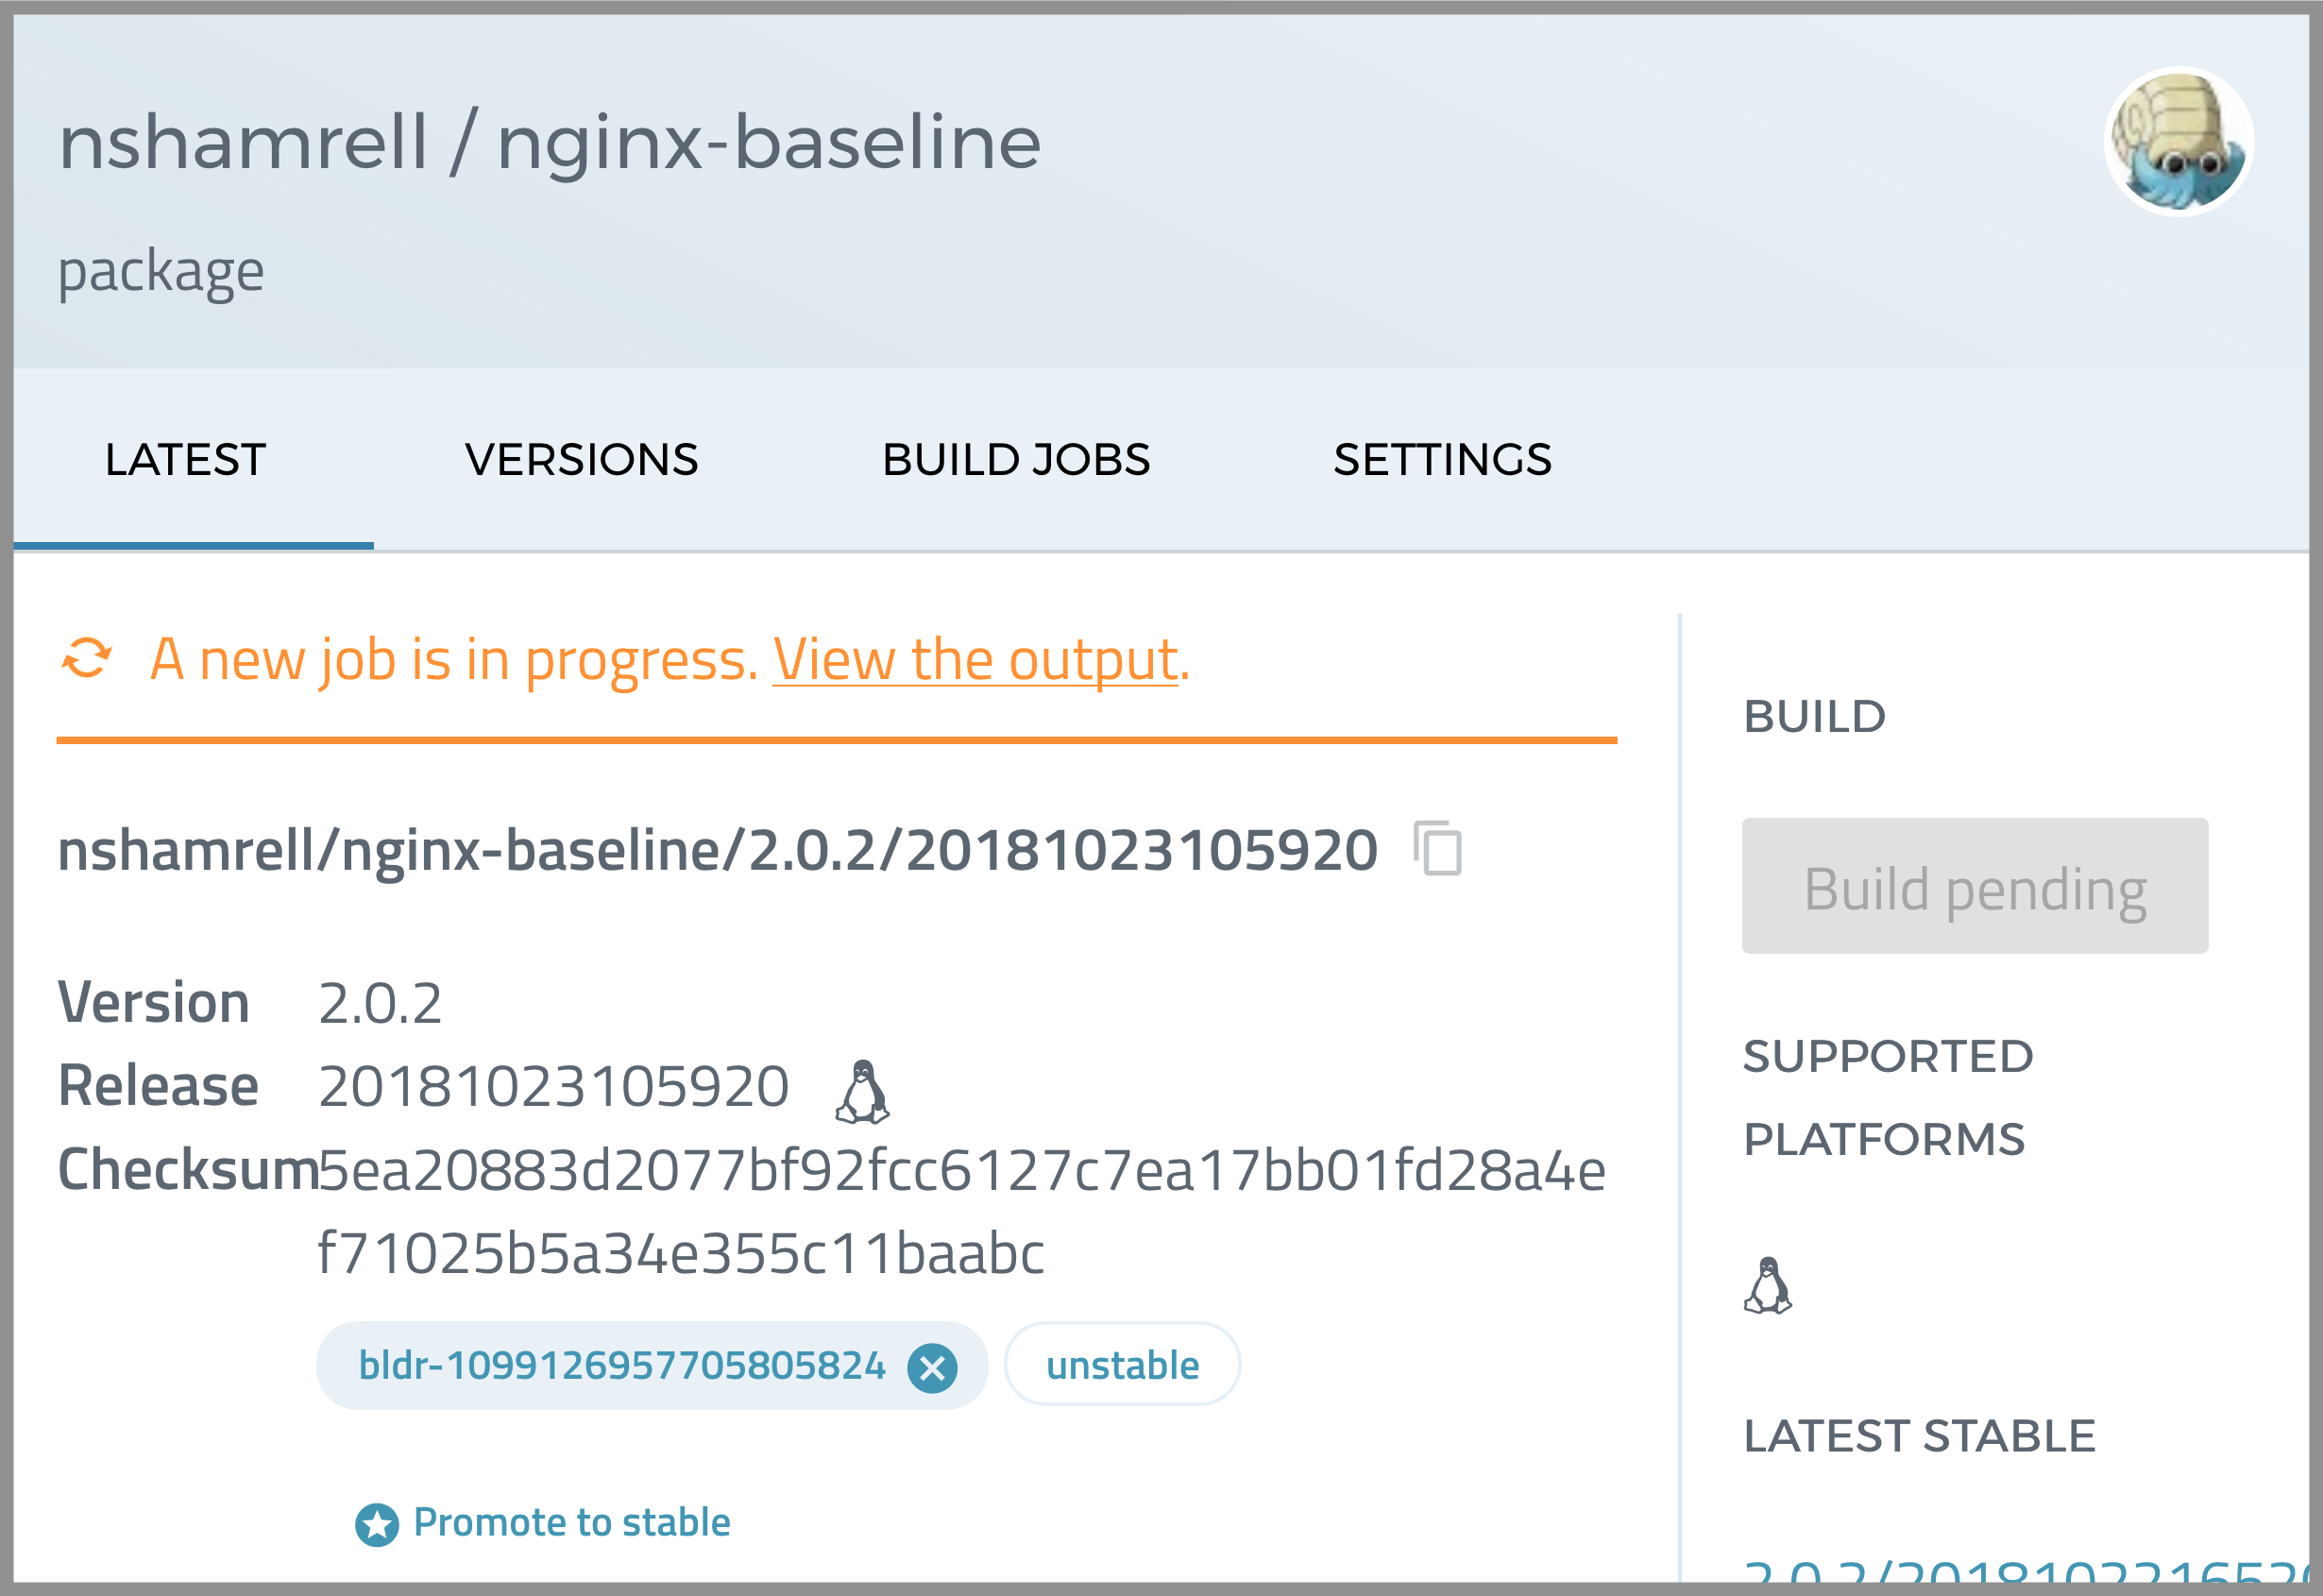 nshamrell / nginx-baseline
package
LATEST VERSIONS BUILD JOBS SETTINGS
A new job is in progress. View the output.
nshamrell/nginx-baseline/2.0.2/20181023105920
Version 2.0.2
Release 20181023105920
Checksum 5ea20883d2077bf92fcc6127c7ea17bb01fd28a4e
f71025b5a34e355c11baabc
bldr-1099126957705805824 unstable
Promote to stable
BUILD
Build pending
SUPPORTED
PLATFORMS
LATEST STABLE